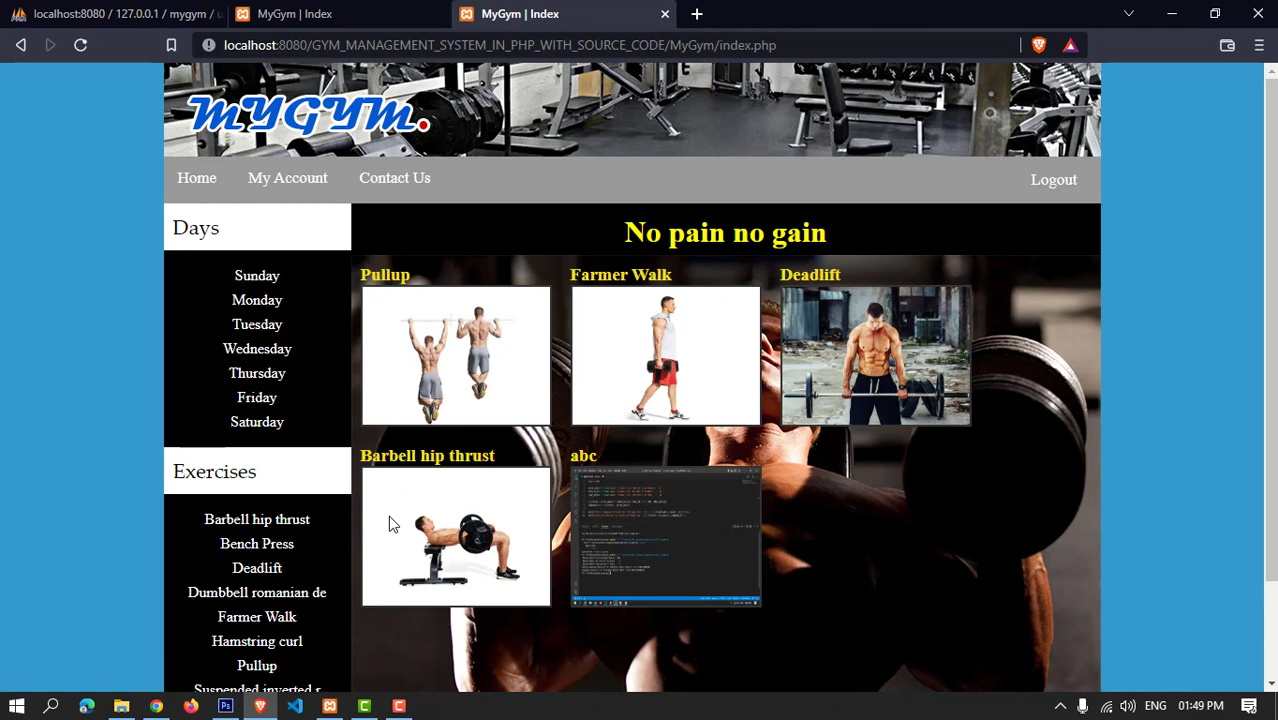 localhost:8080 / 127.0.0.1 / mygym / u
MyGym | Index
MyGym | Index
localhost:8080/GYM_MANAGEMENT_SYSTEM_IN_PHP_WITH_SOURCE_CODE/MyGym/index.php
MYGYM.
Home
My Account
Contact Us
Logout
Days
Sunday
Monday
Tuesday
Wednesday
Thursday
Friday
Saturday
Exercises
Barbell hip thrust
Bench Press
Deadlift
Dumbbell romanian de
Farmer Walk
Hamstring curl
Pullup
Suspended inverted r
No pain no gain
Pullup
Farmer Walk
Deadlift
Barbell hip thrust
abc
Ps
ENG
01:49 PM